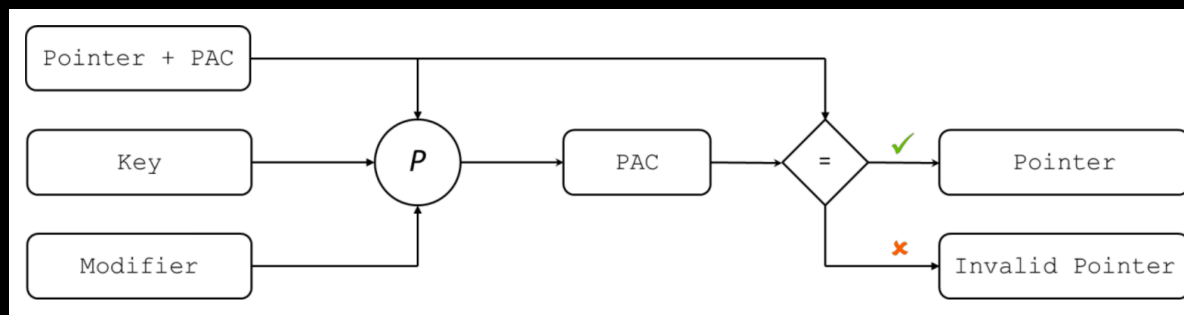 Pointer + PAC
Key
P
PAC
=
Pointer
Modifier
Invalid Pointer